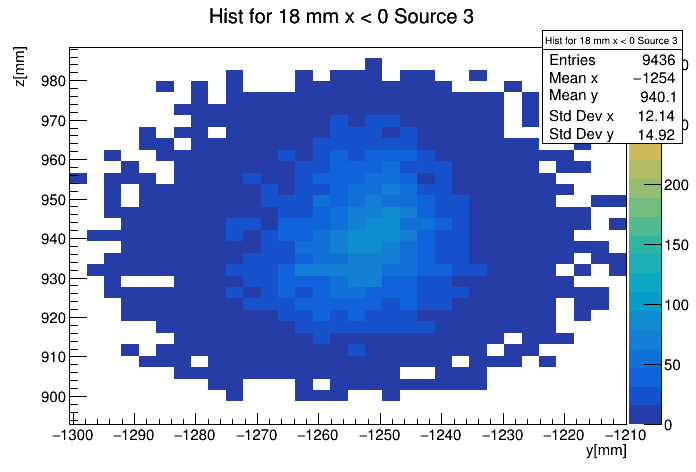 Hist for 18 mm x < 0 Source 3
z[mm]
980
970
960
950
940
930
920
910
900
Hist for 18 mm x < 0 Source 3
Entries 9436
Mean x −1254
Mean y 940.1
Std Dev x 12.14
Std Dev y 14.92
200
150
100
50
0
−1300 −1290 −1280 −1270 −1260 −1250 −1240 −1230 −1220 −1210
y[mm]